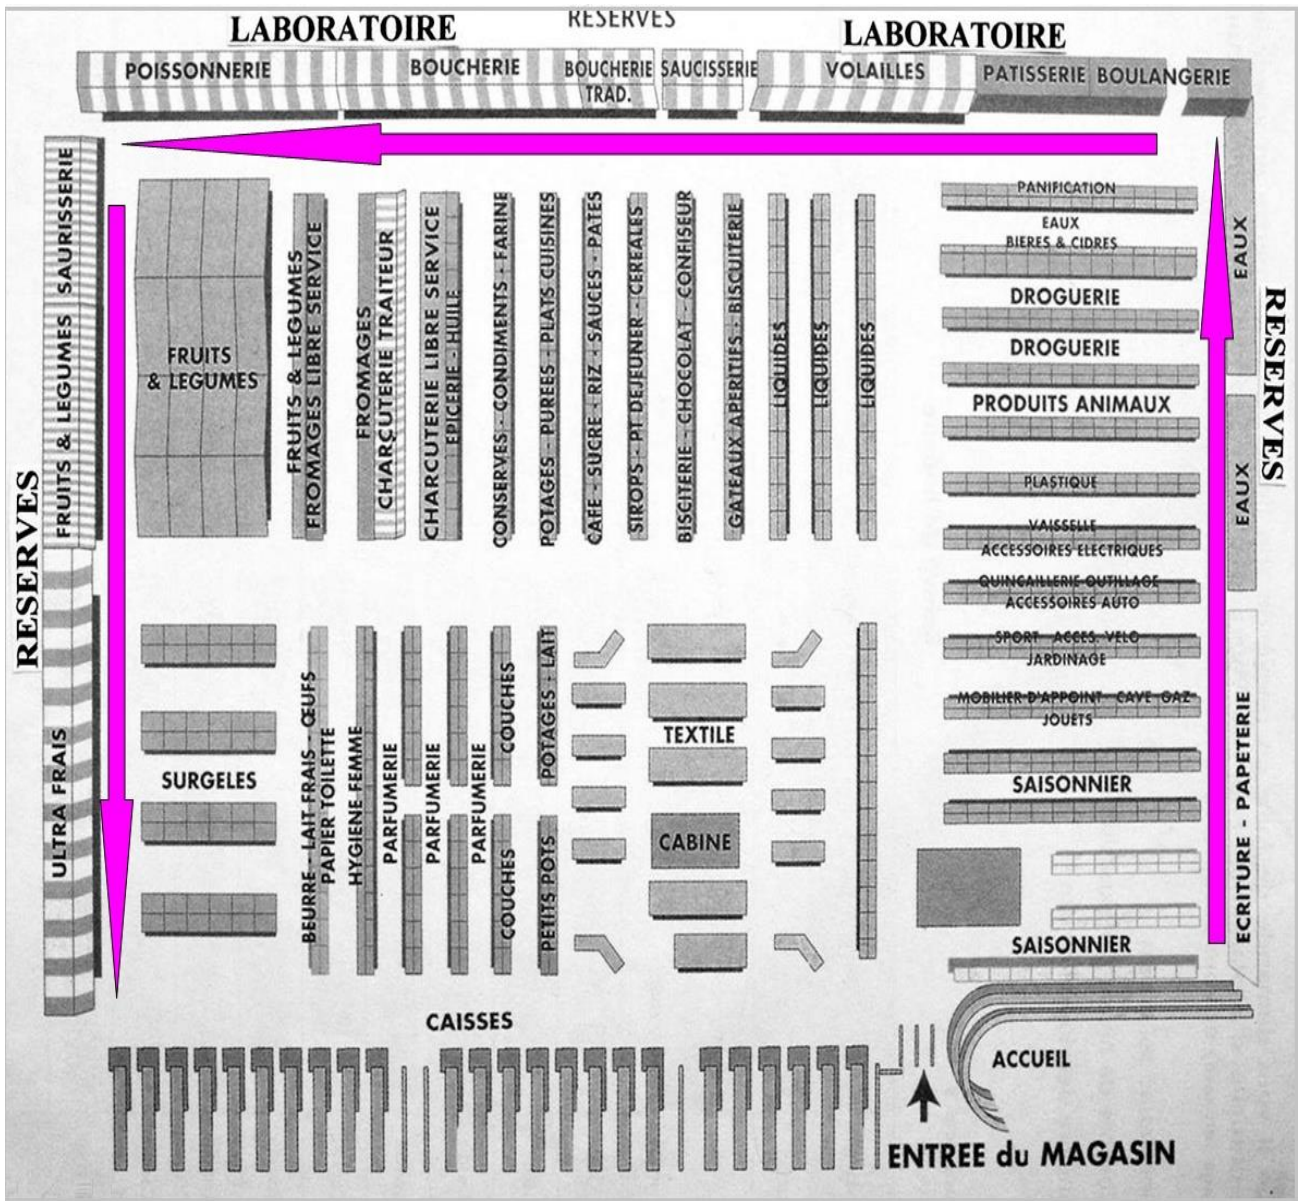 RESERVES
LABORATOIRE
LABORATOIRE
POISSONNERIE
BOUCHERIE
BOUCHERIE
TRAD.
SAUCISSERIE
VOLAILLES
PATISSERIE
BOULANGERIE
FRUITS & LEGUMES SAURISSERIE
RESERVES
ULTRA FRAIS
FRUITS
& LEGUMES
FRUITS & LEGUMES
FROMAGES LIBRE SERVICE
FROMAGES
CHARCUTERIE TRAITEUR
CHARCUTERIE LIBRE SERVICE
EPICERIE - HUILE
CONSERVES - CONDIMENTS - FARINE
POTAGES - PUREES - PLATS CUISINES
CAFE - SUCRE - RIZ - SAUCES - PATES
SIROPS - PT DEJEUNER - CEREALES
BISCITERIE - CHOCOLAT - CONFISEUR
GATEAUX APERITIFS - BISCUITERIE
LIQUIDES
LIQUIDES
LIQUIDES
PANIFICATION
EAUX
BIERES & CIDRES
DROGUERIE
DROGUERIE
PRODUITS ANIMAUX
PLASTIQUE
VAISSELLE
ACCESSOIRES ELECTRIQUES
QUINCAILLERIE OUTILLAGE
ACCESSOIRES AUTO
SPORT ACCES. VELO
JARDINAGE
MOBILIER D'APPOINT CAVE GAZ
JOUETS
SAISONNIER
SAISONNIER
EAUX
EAUX
RESERVES
ECRITURE - PAPETERIE
SURGELES
BEURRE - LAIT FRAIS - ŒUFS
PAPIER TOILETTE
HYGIENE FEMME
PARFUMERIE
PARFUMERIE
PARFUMERIE
COUCHES
COUCHES
POTAGES - LAIT
PETITS POTS
TEXTILE
CABINE
CAISSES
ACCUEIL
ENTREE du MAGASIN